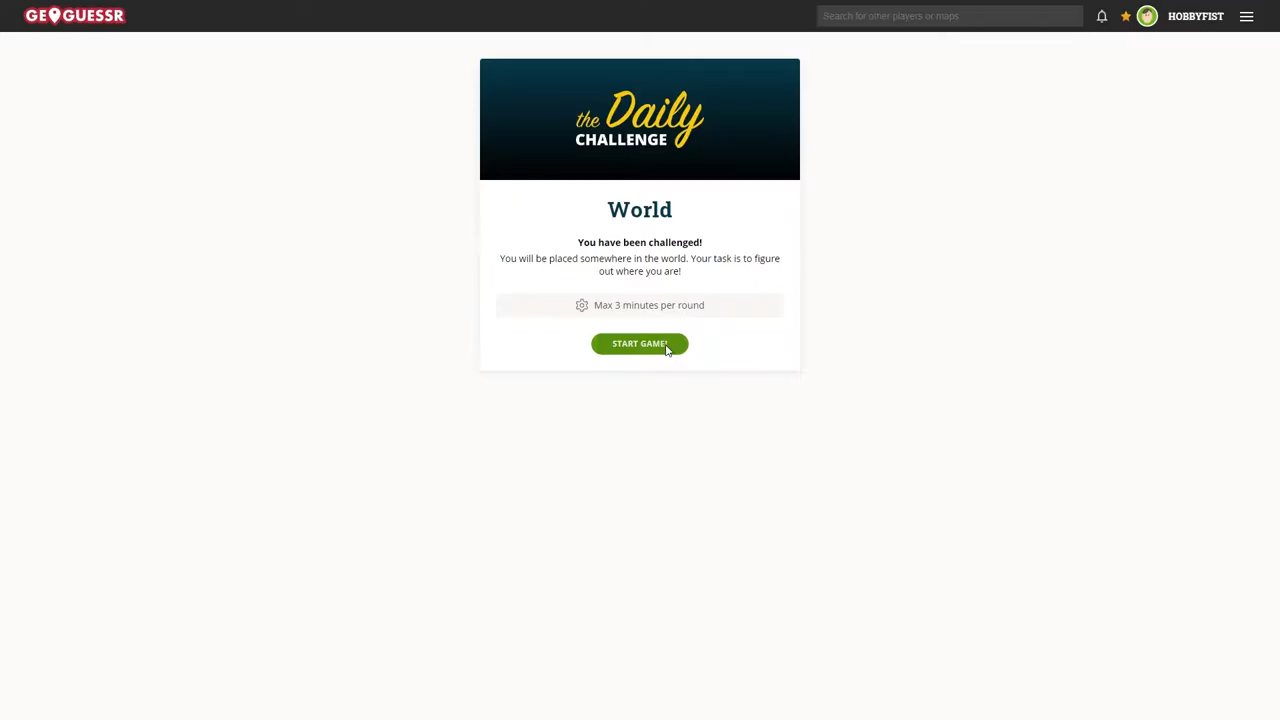 GEOGUESSR
Search for other players or maps
HOBBYFIST
the Daily
CHALLENGE
World
You have been challenged!
You will be placed somewhere in the world. Your task is to figure
out where you are!
Max 3 minutes per round
START GAME!